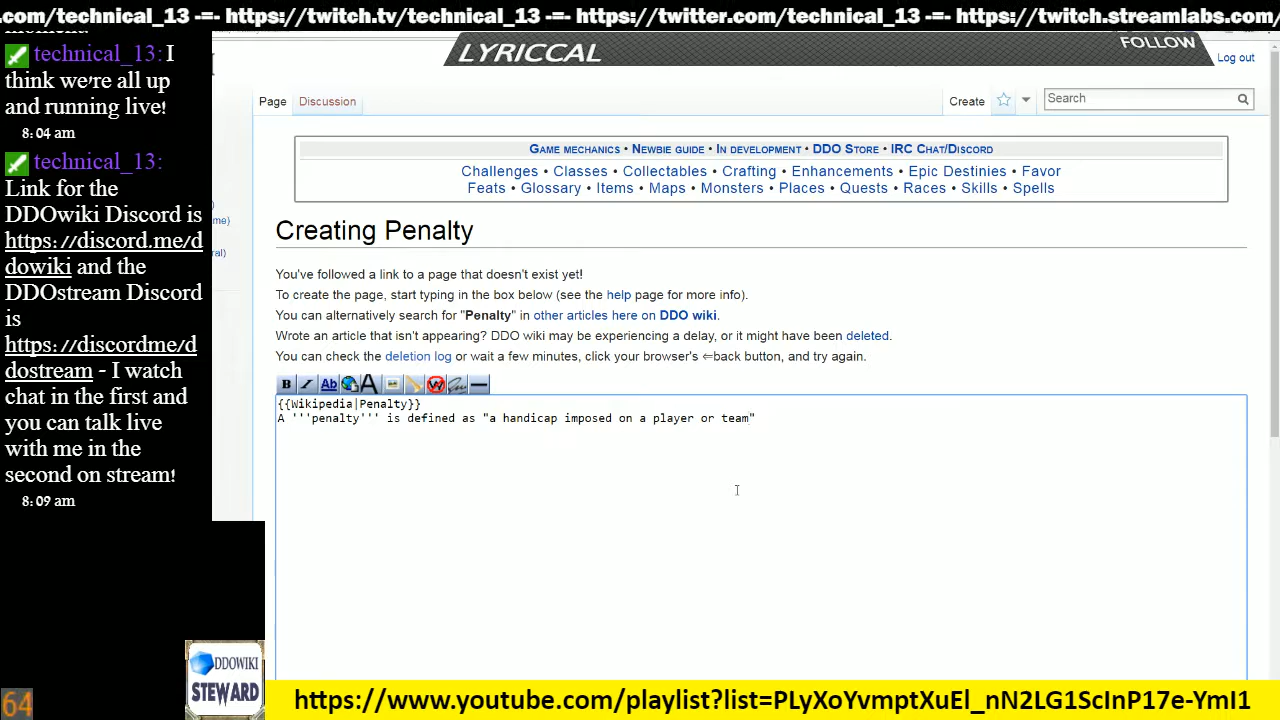 .com/technical_13 -=- https://twitch.tv/technical_13 -=- https://twitter.com/technical_13 -=- https://twitch.streamlabs.com/
technical_13: I
think we're all up
and running live!
8:04 am
technical_13:
Link for the
DDOwiki Discord is
https://discord.me/d
dowiki and the
DDOstream Discord
is
https://discordme/d
dostream - I watch
chat in the first and
you can talk live
with me in the
second on stream!
8:09 am
LYRICCAL
FOLLOW
Log out
Page Discussion
Create
Search
GAME MECHANICS • NEWBIE GUIDE • IN DEVELOPMENT • DDO STORE • IRC CHAT/DISCORD
Challenges • Classes • Collectables • Crafting • Enhancements • Epic Destinies • Favor
Feats • Glossary • Items • Maps • Monsters • Places • Quests • Races • Skills • Spells
me)
ral)
Creating Penalty
You've followed a link to a page that doesn't exist yet!
To create the page, start typing in the box below (see the help page for more info).
You can alternatively search for "Penalty" in other articles here on DDO wiki.
Wrote an article that isn't appearing? DDO wiki may be experiencing a delay, or it might have been deleted.
You can check the deletion log or wait a few minutes, click your browser's ⇐back button, and try again.
B I Ab A W
{{Wikipedia|Penalty}}
A '''penalty''' is defined as "a handicap imposed on a player or team"
DDOWIKI
STEWARD
64
https://www.youtube.com/playlist?list=PLyXoYvmptXuEl_nN2LG1ScInP17e-YmI1